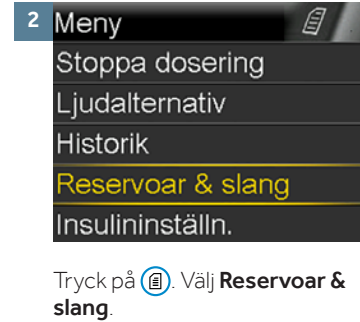 2
Meny
Stoppa dosering
Ljudalternativ
Historik
Reservoar & slang
Insulininställn.
Tryck på . Välj Reservoar &
slang.